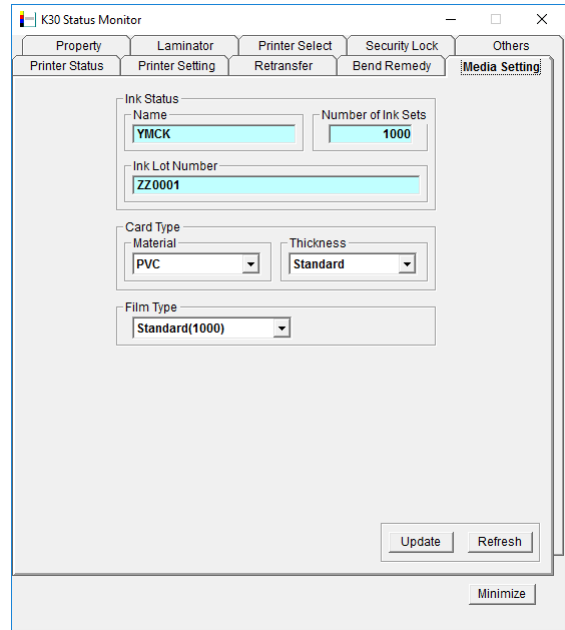 K30 Status Monitor
Property Laminator Printer Select Security Lock Others
Printer Status Printer Setting Retransfer Bend Remedy Media Setting
Ink Status
Name Number of Ink Sets
YMCK 1000
Ink Lot Number
ZZ0001
Card Type
Material Thickness
PVC Standard
Film Type
Standard(1000)
Update Refresh
Minimize